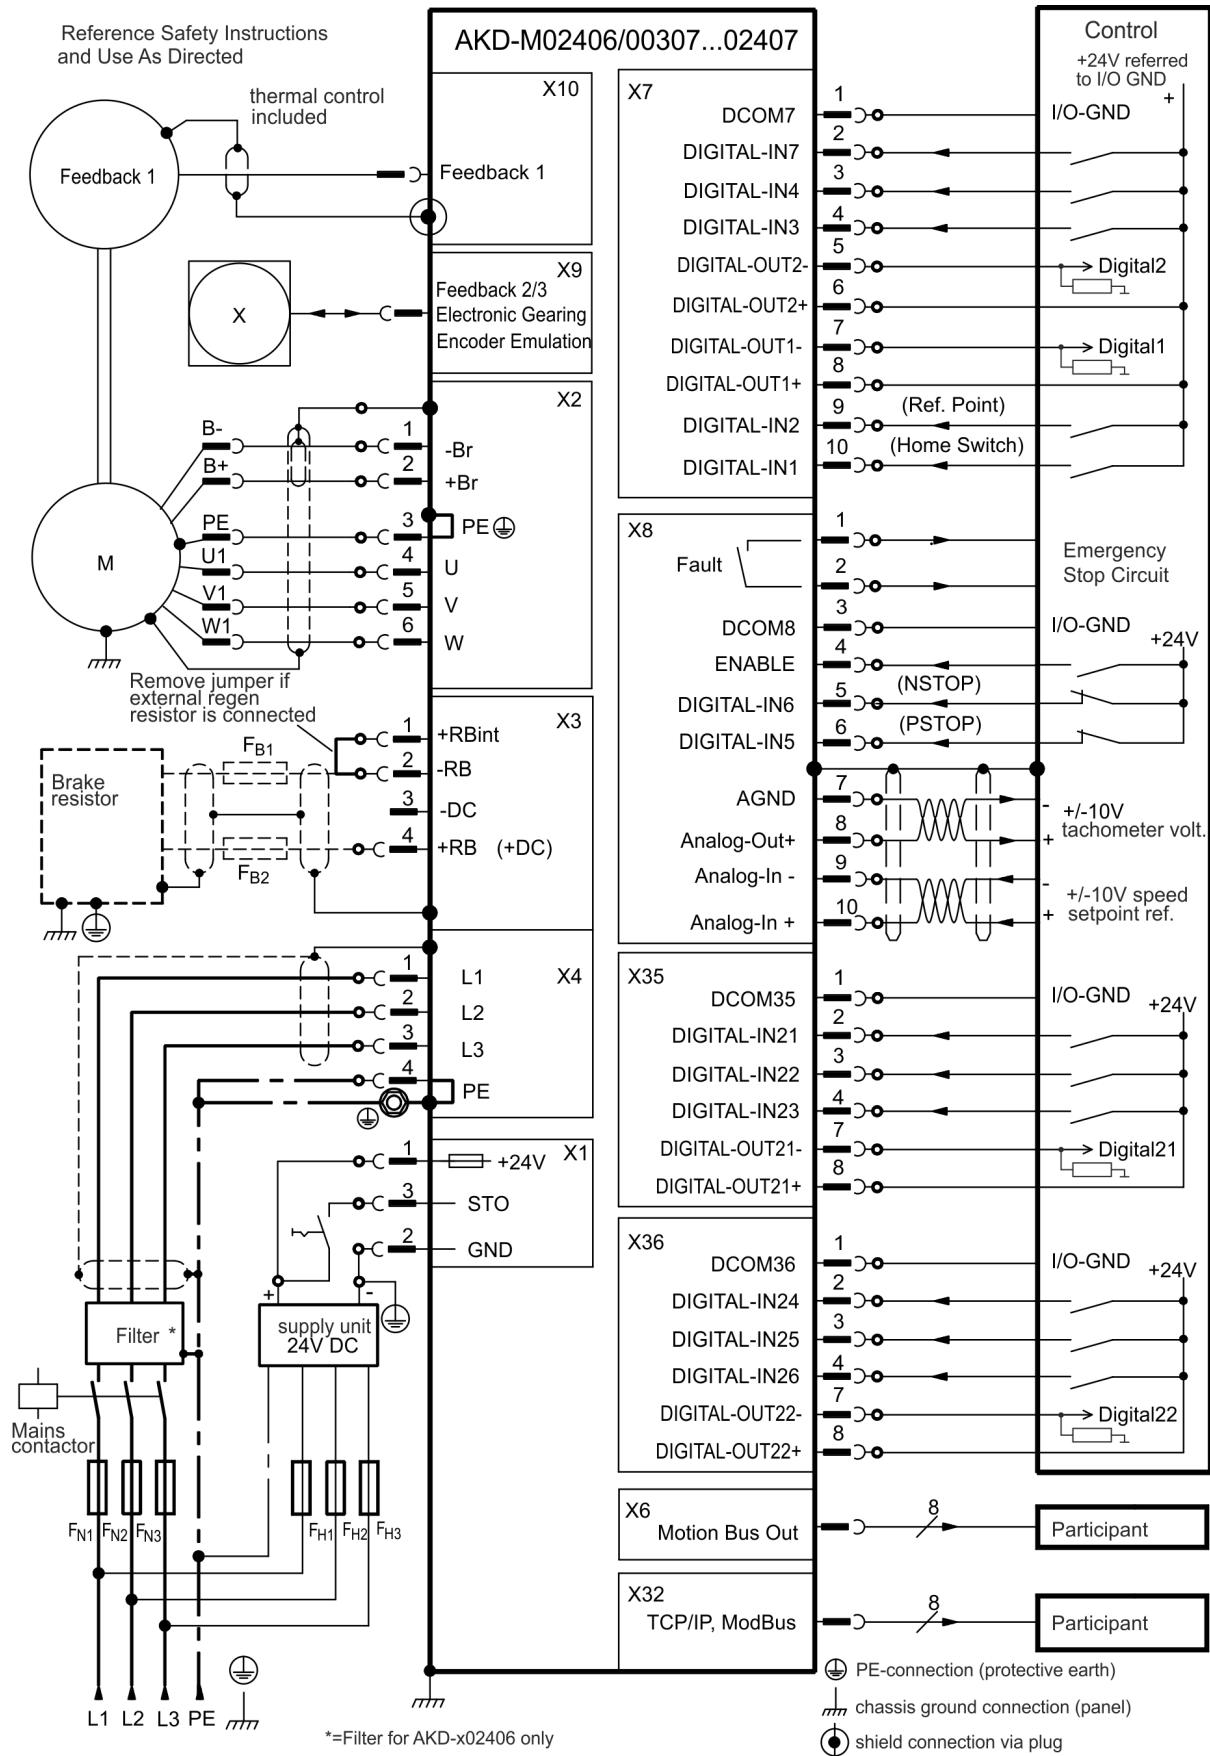 Reference Safety Instructions
and Use As Directed
AKD-M02406/00307...02407
Control
+24V referred
to I/O GND
+
thermal control
included
Feedback 1
X10
Feedback 1
X
X9
Feedback 2/3
Electronic Gearing
Encoder Emulation
X2
B-
1
-Br
B+
2
+Br
PE
3
PE
U1
4
U
V1
5
V
W1
6
W
M
Remove jumper if
external regen
resistor is connected
X3
Brake
resistor
FB1
FB2
1
+RBint
2
-RB
3
-DC
4
+RB (+DC)
X4
1
L1
2
L2
3
L3
4
PE
X1
1
+24V
3
STO
2
GND
+
-
supply unit
24V DC
Filter *
Mains
contactor
FN1
FN2
FN3
FH1
FH2
FH3
L1
L2
L3
PE
*=Filter for AKD-x02406 only
X7
DCOM7
1
I/O-GND
DIGITAL-IN7
2
DIGITAL-IN4
3
DIGITAL-IN3
4
DIGITAL-OUT2-
5
Digital2
DIGITAL-OUT2+
6
DIGITAL-OUT1-
7
Digital1
DIGITAL-OUT1+
8
DIGITAL-IN2
9
(Ref. Point)
DIGITAL-IN1
10
(Home Switch)
X8
Fault
1
2
Emergency
Stop Circuit
DCOM8
3
I/O-GND
+24V
ENABLE
4
DIGITAL-IN6
5
(NSTOP)
DIGITAL-IN5
6
(PSTOP)
AGND
7
-
Analog-Out+
8
+
+/-10V
tachometer volt.
Analog-In -
9
-
Analog-In +
10
+
+/-10V speed
setpoint ref.
X35
DCOM35
1
I/O-GND
+24V
DIGITAL-IN21
2
DIGITAL-IN22
3
DIGITAL-IN23
4
DIGITAL-OUT21-
7
Digital21
DIGITAL-OUT21+
8
X36
DCOM36
1
I/O-GND
+24V
DIGITAL-IN24
2
DIGITAL-IN25
3
DIGITAL-IN26
4
DIGITAL-OUT22-
7
Digital22
DIGITAL-OUT22+
8
X6
Motion Bus Out
8
Participant
X32
TCP/IP, ModBus
8
Participant
PE-connection (protective earth)
chassis ground connection (panel)
shield connection via plug